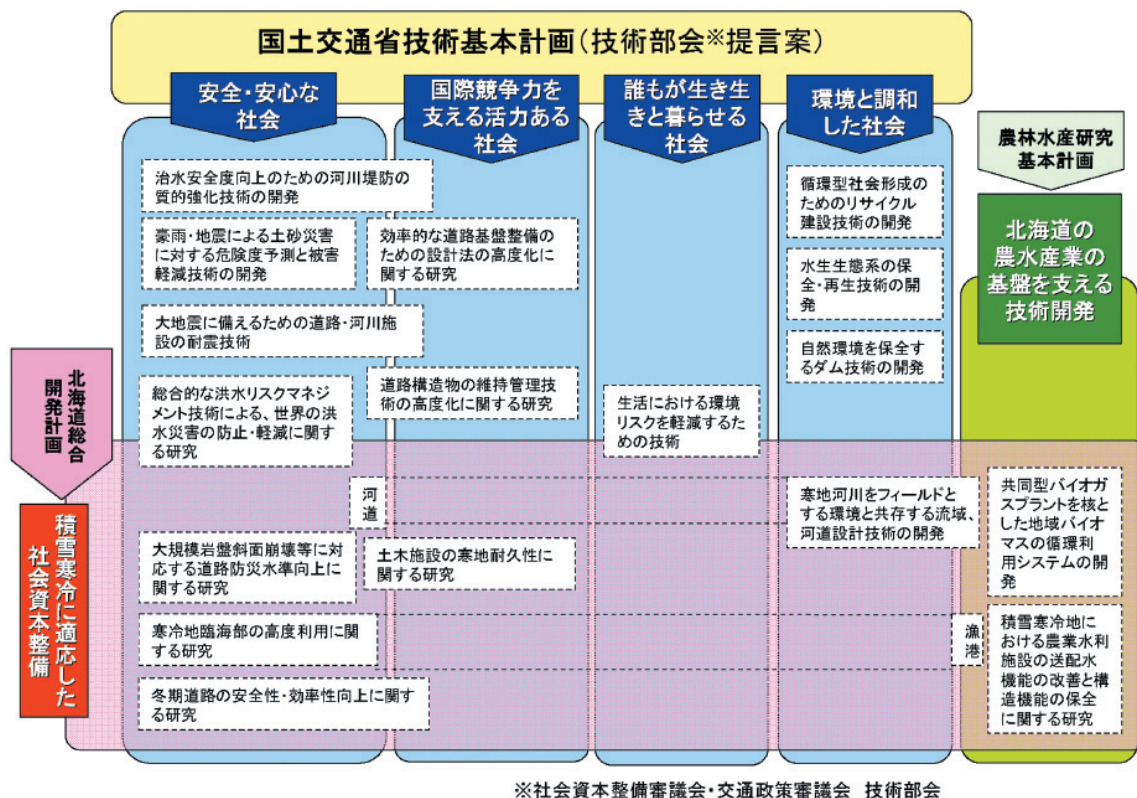 国土交通省技術基本計画(技術部会※提言案)
安全・安心な
社会
国際競争力を
支える活力ある
社会
誰もが生き生
きと暮らせる
社会
環境と調和
した社会
農林水産研究
基本計画
北海道の
農水産業の
基盤を支える
技術開発
治水安全度向上のための河川堤防の
質的強化技術の開発
豪雨・地震による土砂災害
に対する危険度予測と被害
軽減技術の開発
効率的な道路基盤整備の
ための設計法の高度化に
関する研究
大地震に備えるための道路・河川施
設の耐震技術
総合的な洪水リスクマネジ
メント技術による、世界の洪
水災害の防止・軽減に関す
る研究
道路構造物の維持管理技
術の高度化に関する研究
生活における環境
リスクを軽減するた
めの技術
循環型社会形成の
ためのリサイクル
建設技術の開発
水生生態系の保
全・再生技術の開
発
自然環境を保全す
るダム技術の開発
北海道総合
開発計画
積雪寒冷に適応した
社会資本整備
河道
寒地河川をフィールドと
する環境と共存する流域、
河道設計技術の開発
共同型バイオガ
スプラントを核と
した地域バイオ
マスの循環利
用システムの開
発
大規模岩盤斜面崩壊等に対
応する道路防災水準向上に
関する研究
土木施設の寒地耐久性に
関する研究
寒冷地臨海部の高度利用に関
する研究
漁港
積雪寒冷地に
おける農業水利
施設の送配水
機能の改善と構
造機能の保全
に関する研究
冬期道路の安全性・効率性向上に関す
る研究
※社会資本整備審議会・交通政策審議会 技術部会